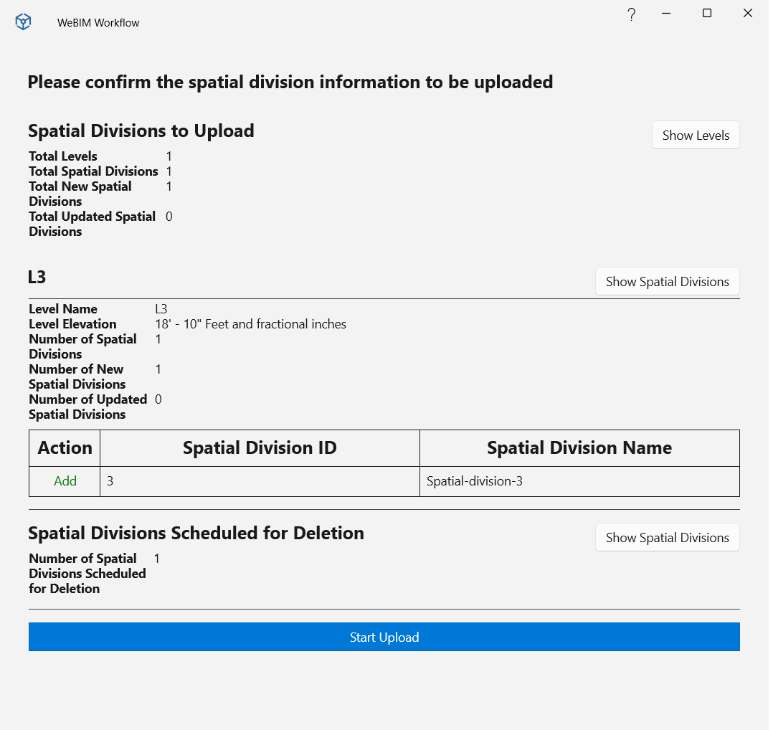 WeBIM Workflow
Please confirm the spatial division information to be uploaded
Spatial Divisions to Upload
Show Levels
Total Levels 1
Total Spatial Divisions 1
Total New Spatial 1
Divisions
Total Updated Spatial 0
Divisions
L3
Show Spatial Divisions
Level Name L3
Level Elevation 18' - 10" Feet and fractional inches
Number of Spatial 1
Divisions
Number of New 1
Spatial Divisions
Number of Updated 0
Spatial Divisions
Action Spatial Division ID Spatial Division Name
Add 3 Spatial-division-3
Spatial Divisions Scheduled for Deletion
Show Spatial Divisions
Number of Spatial 1
Divisions Scheduled
for Deletion
Start Upload